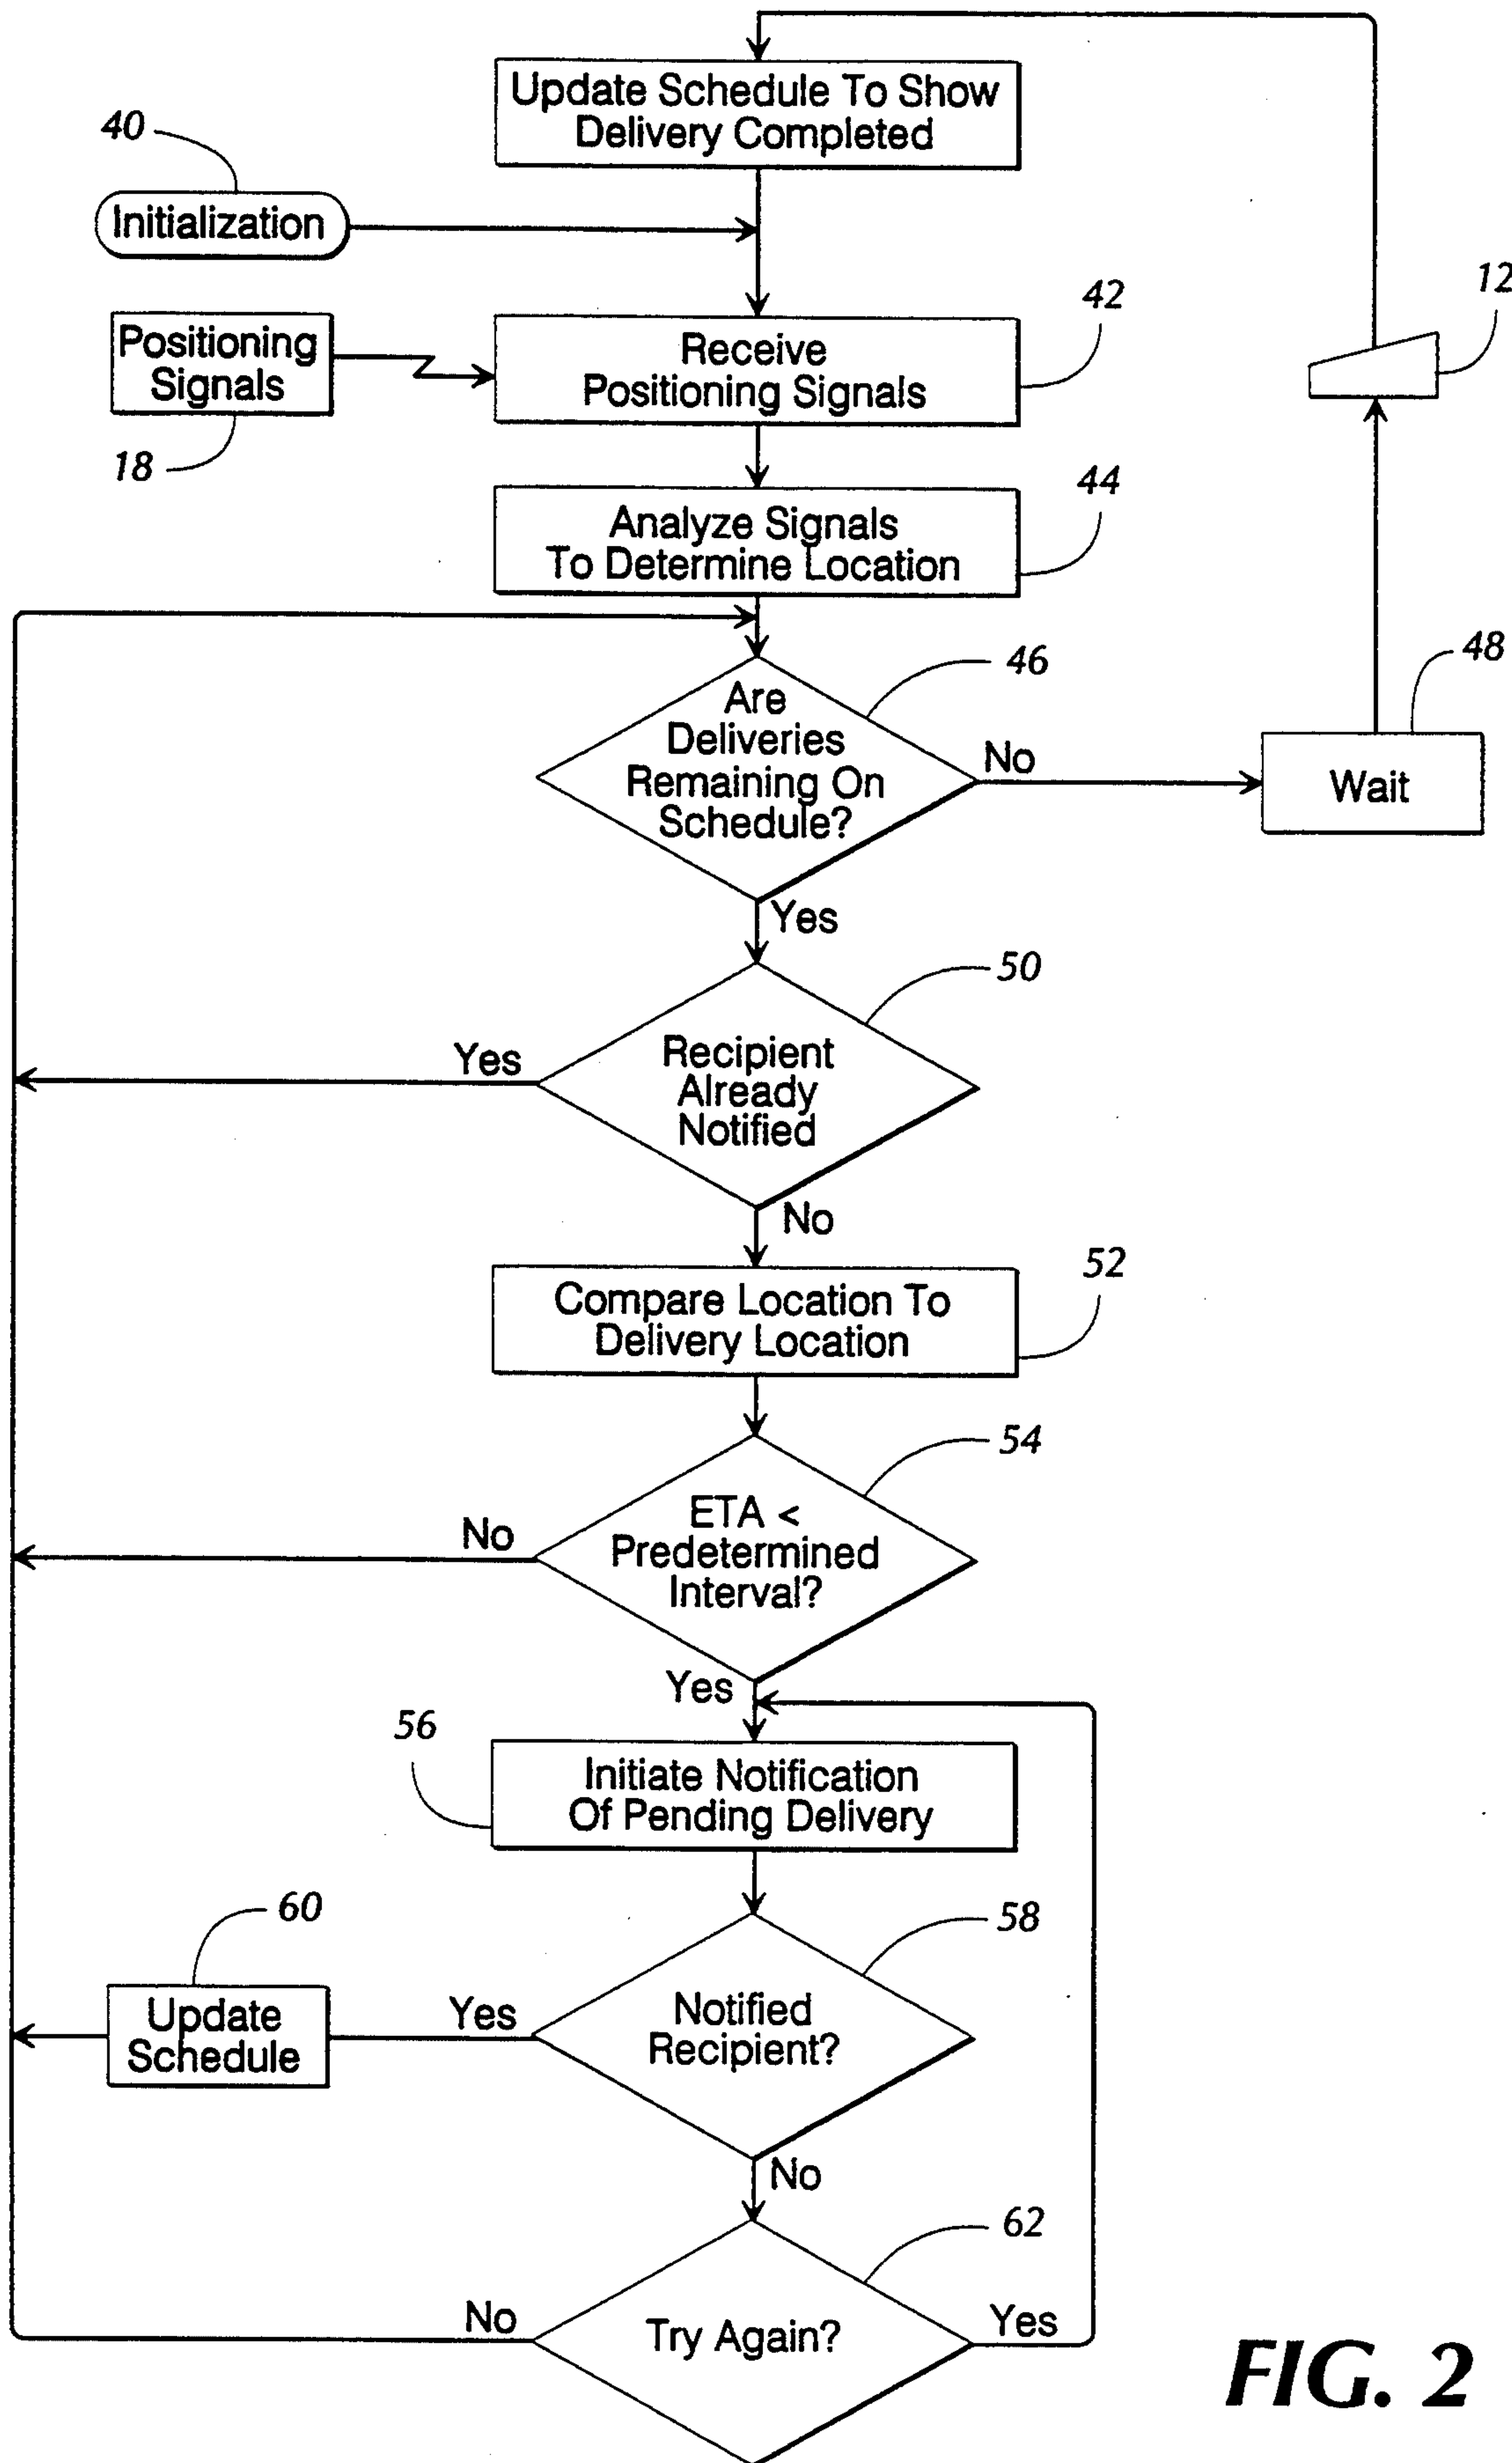 Update Schedule To Show
Delivery Completed
40
Initialization
12
Positioning
Signals
18
Receive
Positioning Signals
42
Analyze Signals
To Determine Location
44
Are
Deliveries
Remaining On
Schedule?
46
No
Wait
48
Yes
Recipient
Already
Notified
50
Yes
No
Compare Location To
Delivery Location
52
ETA <
Predetermined
Interval?
54
No
Yes
Initiate Notification
Of Pending Delivery
56
Notified
Recipient?
58
Yes
Update
Schedule
60
No
Try Again?
62
No
Yes
FIG. 2